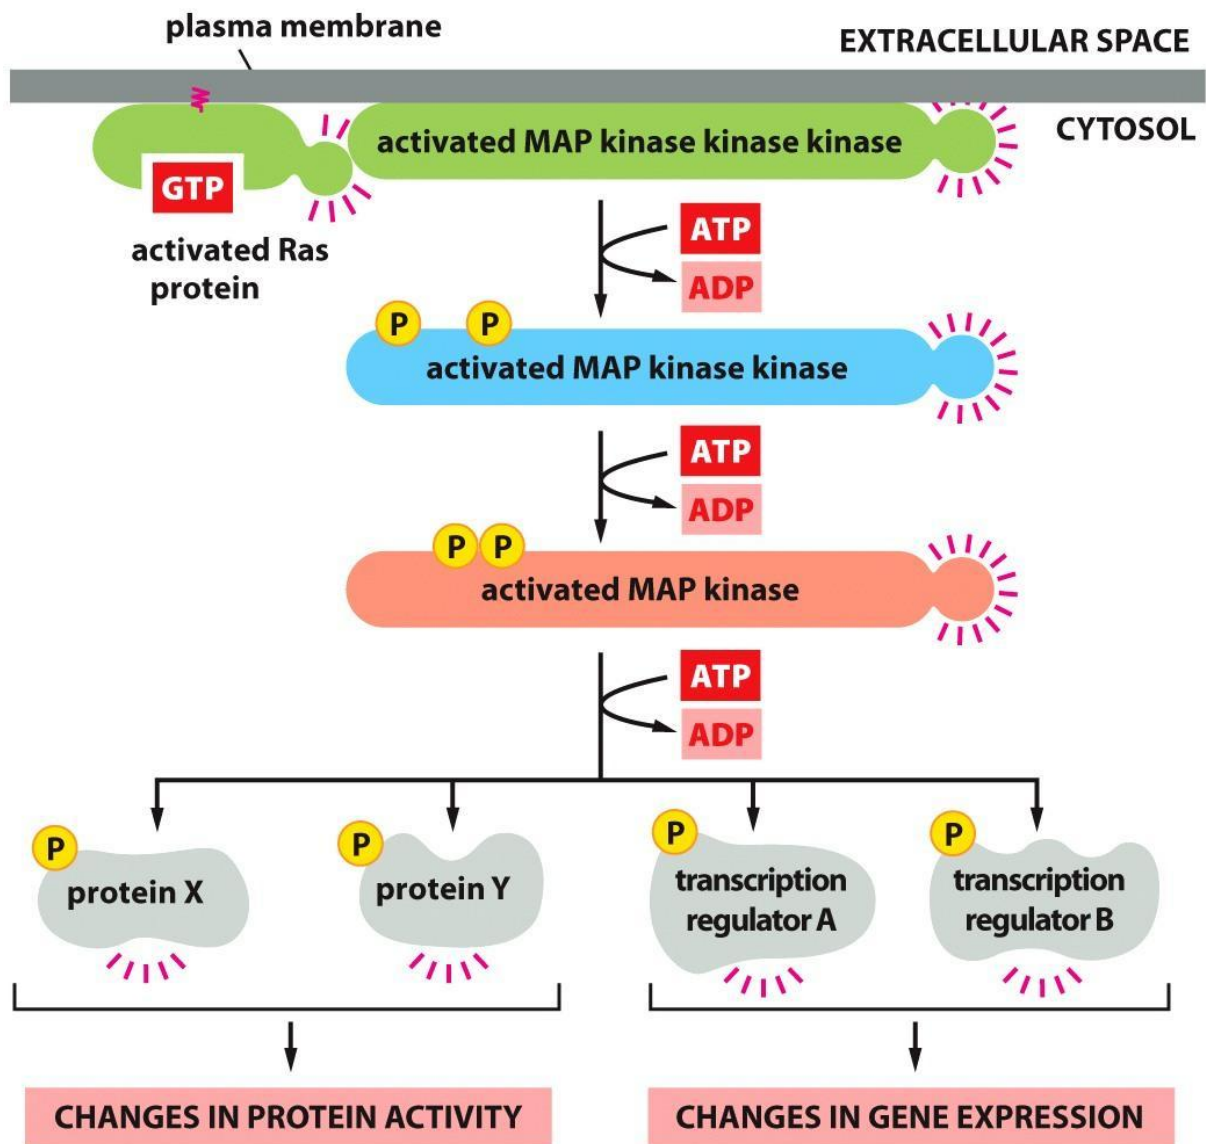 plasma membrane
EXTRACELLULAR SPACE
CYTOSOL
activated MAP kinase kinase kinase
GTP
activated Ras
protein
ATP
ADP
P
P
activated MAP kinase kinase
ATP
ADP
P
P
activated MAP kinase
ATP
ADP
P
protein X
P
protein Y
P
transcription
regulator A
P
transcription
regulator B
CHANGES IN PROTEIN ACTIVITY
CHANGES IN GENE EXPRESSION